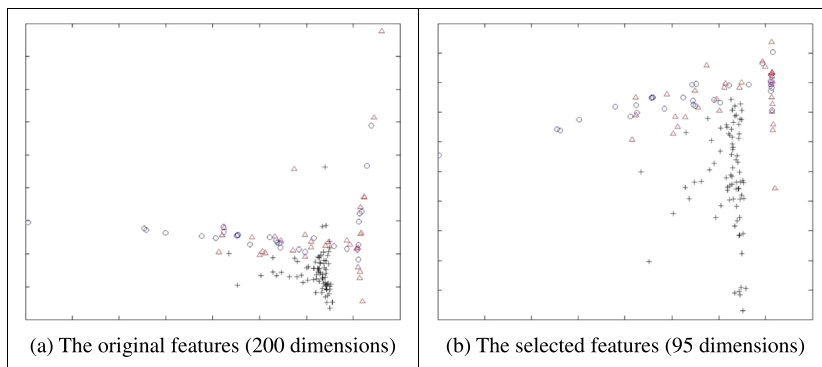 (a) The original features (200 dimensions)
(b) The selected features (95 dimensions)